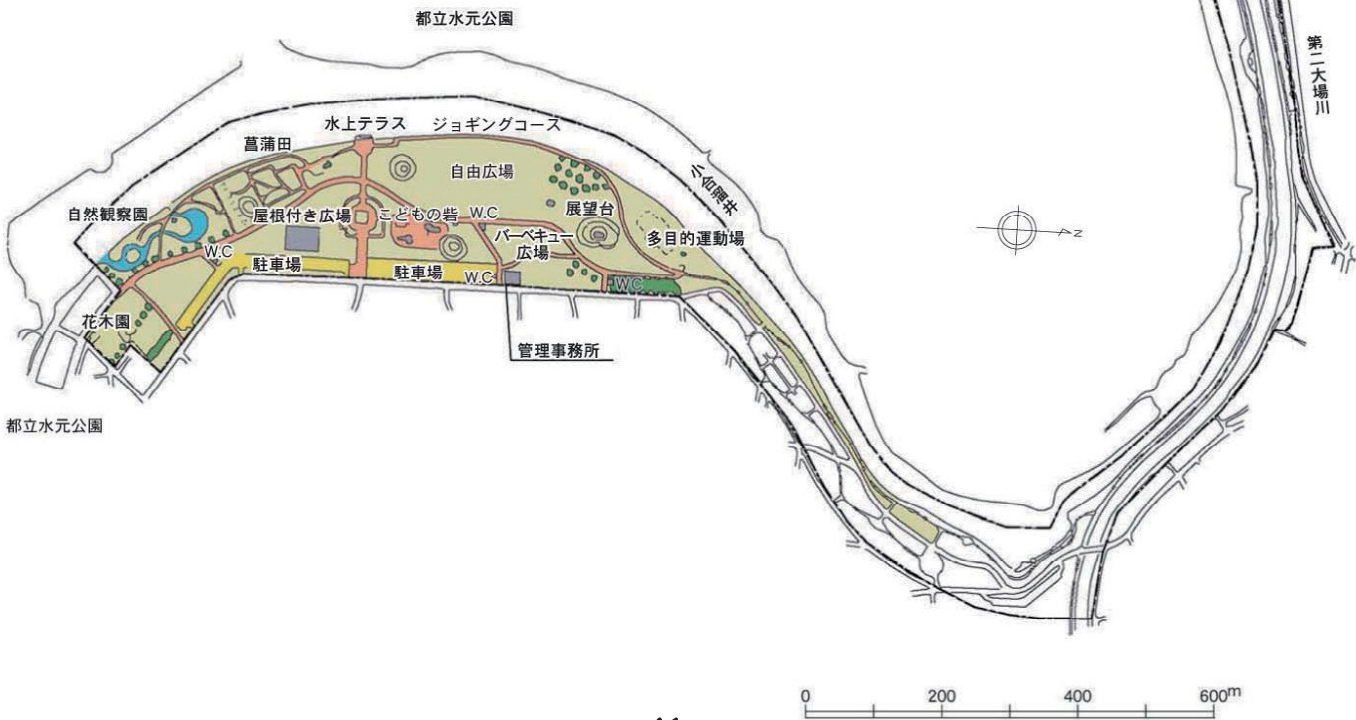 都立水元公園
第二大場川
水上テラス
ジョギングコース
菖蒲田
自由広場
小合溜井
自然観察園
屋根付き広場
こどもの砦
W.C
展望台
バーベキュー
広場
多目的運動場
W.C
駐車場
駐車場
W.C
W.C
花木園
管理事務所
都立水元公園
N
0 200 400 600m